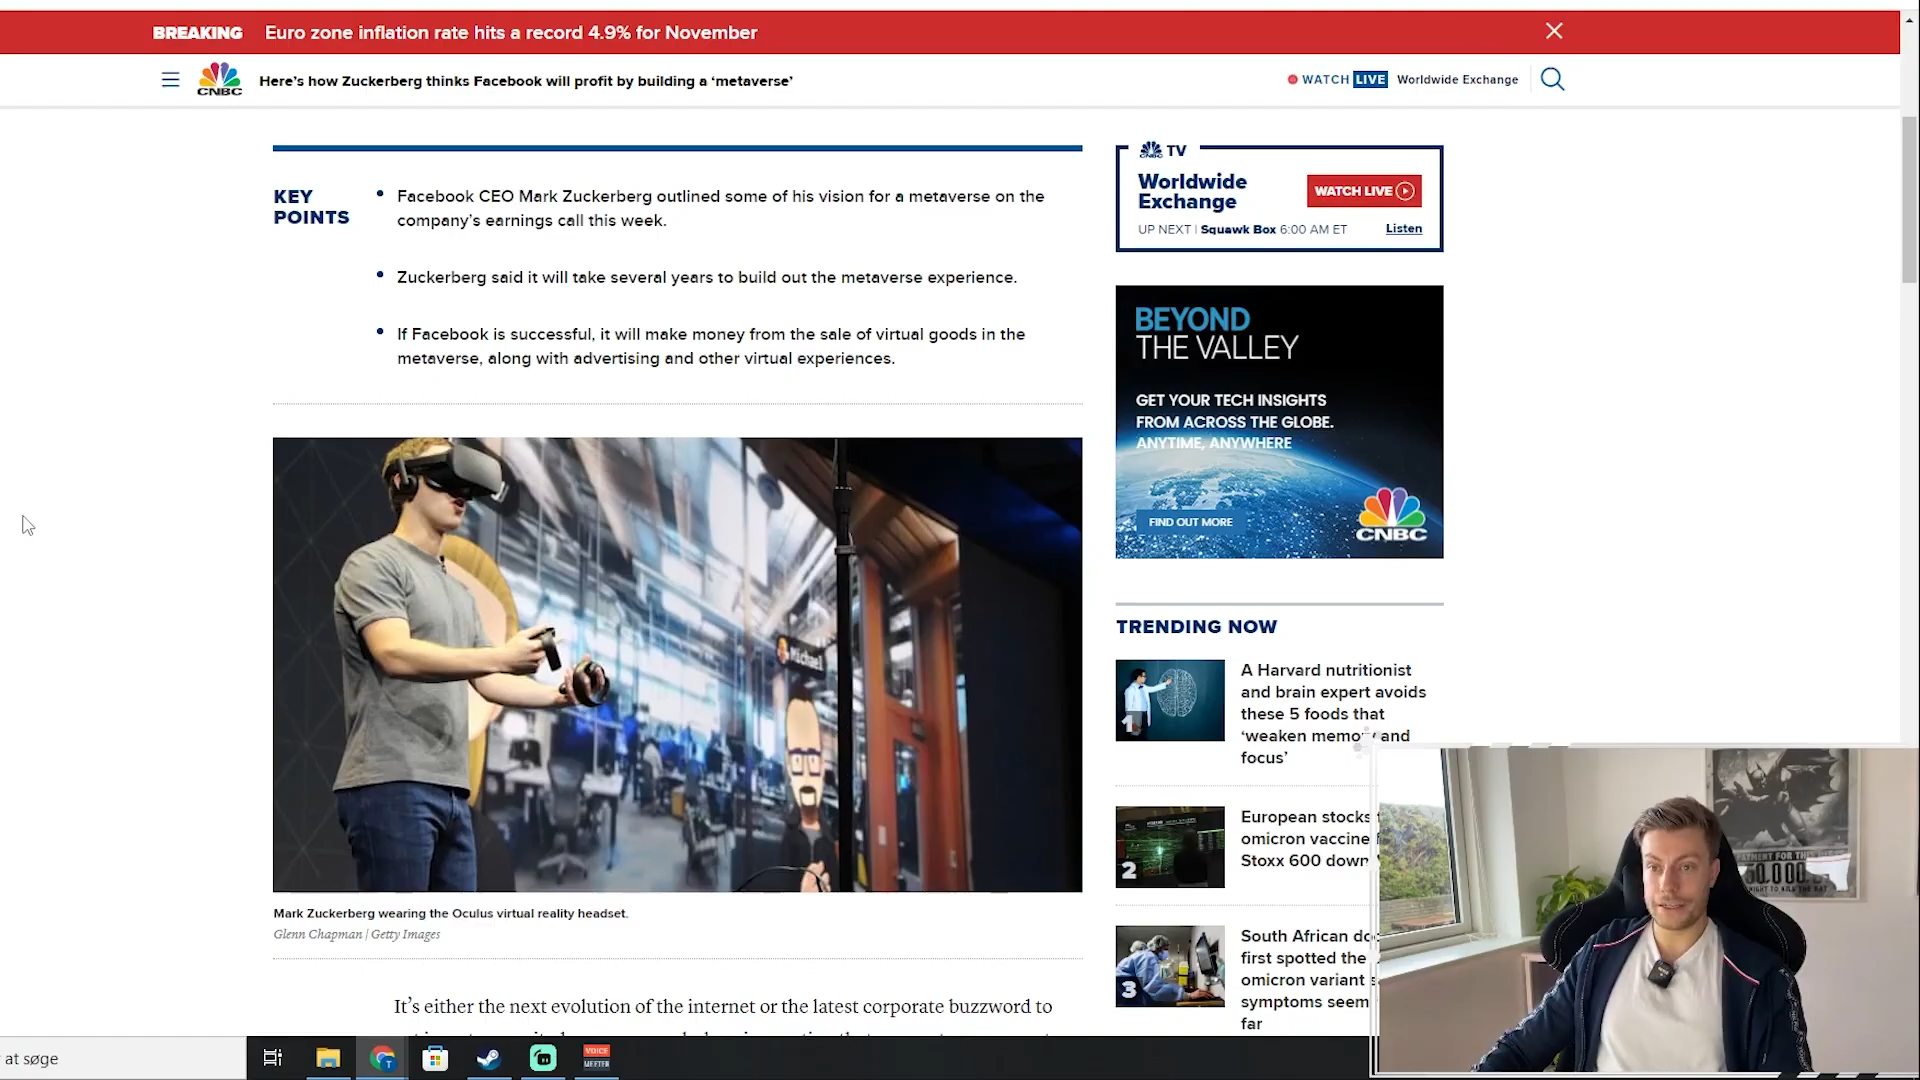 BREAKING Euro zone inflation rate hits a record 4.9% for November
CNBC Here's how Zuckerberg thinks Facebook will profit by building a ‘metaverse’ WATCH LIVE Worldwide Exchange
KEY
POINTS
Facebook CEO Mark Zuckerberg outlined some of his vision for a metaverse on the
company's earnings call this week.
Zuckerberg said it will take several years to build out the metaverse experience.
If Facebook is successful, it will make money from the sale of virtual goods in the
metaverse, along with advertising and other virtual experiences.
Michael
Mark Zuckerberg wearing the Oculus virtual reality headset.
Glenn Chapman | Getty Images
It's either the next evolution of the internet or the latest corporate buzzword to
CNBC TV
Worldwide
Exchange
WATCH LIVE
UP NEXT | Squawk Box 6:00 AM ET Listen
BEYOND
THE VALLEY
GET YOUR TECH INSIGHTS
FROM ACROSS THE GLOBE.
ANYTIME, ANYWHERE
FIND OUT MORE
CNBC
TRENDING NOW
1
A Harvard nutritionist
and brain expert avoids
these 5 foods that
‘weaken memory and
focus’
2
European stocks
omicron vaccine
Stoxx 600 down
3
South African
first spotted the
omicron variant
symptoms seem
far
at søge
VOICE
MEETER